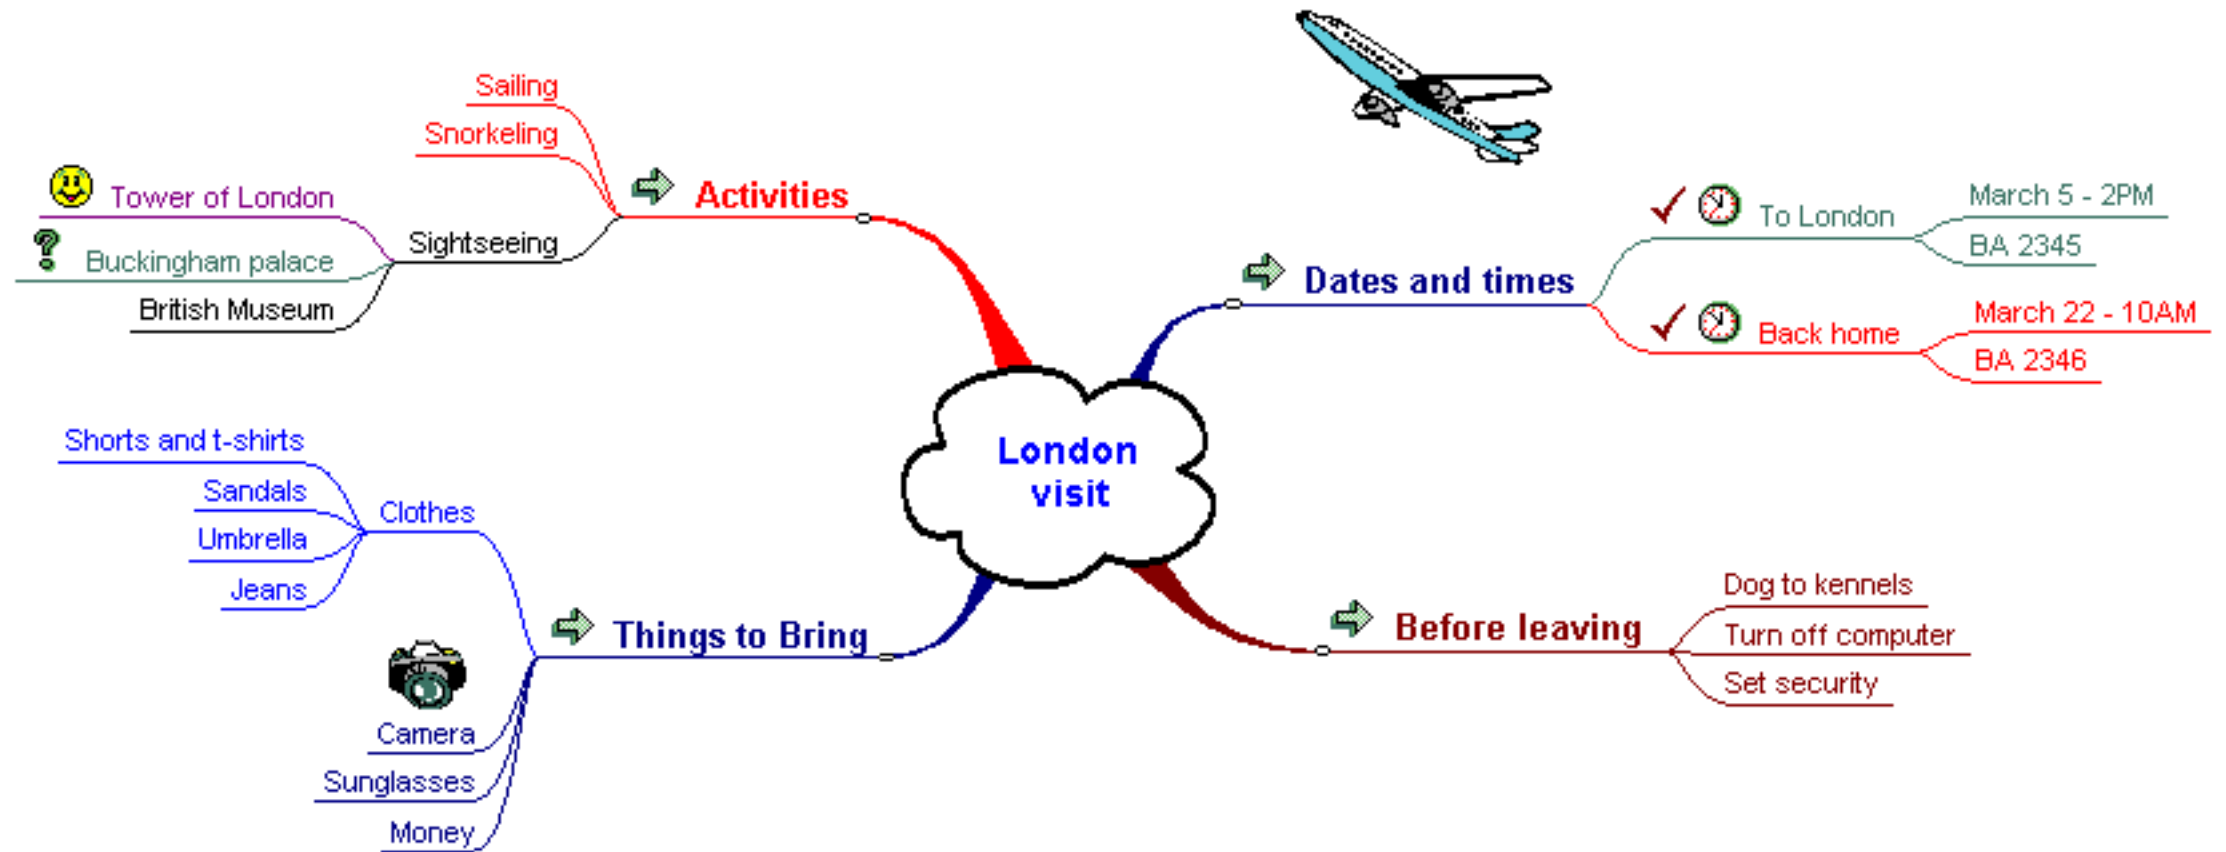 London
visit
Activities
Sailing
Snorkeling
Sightseeing
Tower of London
Buckingham palace
British Museum
Dates and times
To London
March 5 - 2PM
BA 2345
Back home
March 22 - 10AM
BA 2346
Things to Bring
Clothes
Shorts and t-shirts
Sandals
Umbrella
Jeans
Camera
Sunglasses
Money
Before leaving
Dog to kennels
Turn off computer
Set security